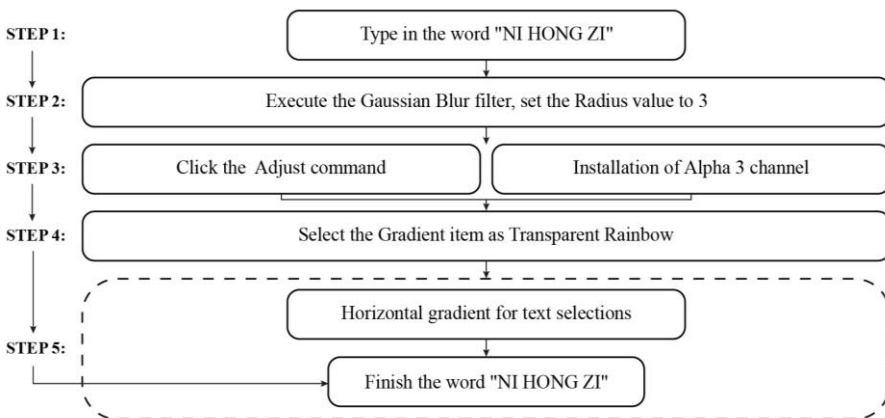 STEP 1:
Type in the word "NI HONG ZI"
STEP 2:
Execute the Gaussian Blur filter, set the Radius value to 3
STEP 3:
Click the Adjust command
Installation of Alpha 3 channel
STEP 4:
Select the Gradient item as Transparent Rainbow
STEP 5:
Horizontal gradient for text selections
Finish the word "NI HONG ZI"